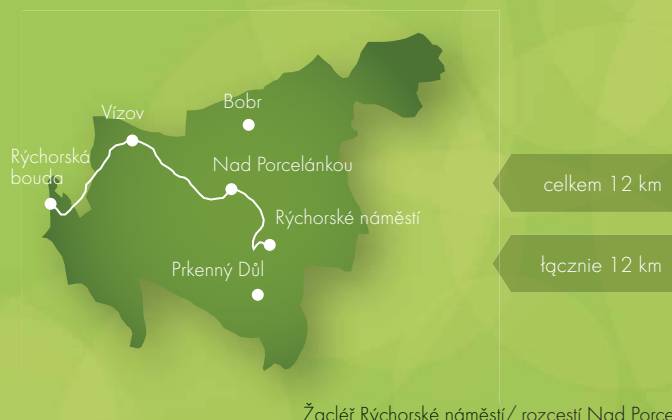 Bobr
Vízov
Rýchorská
bouda
Nad Porcelánkou
celkem 12 km
Rýchorské náměstí
Prkenný Důl
łącznie 12 km
Žacléř Rýchorské náměstí/ rozcestí Nad Porce